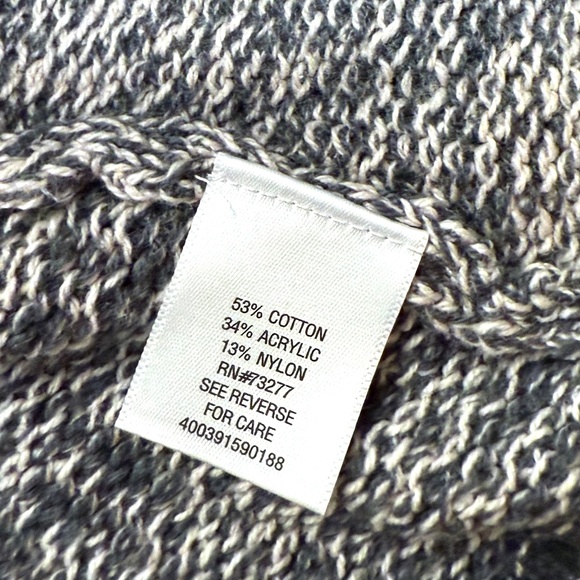 53% COTTON
34% ACRYLIC
13% NYLON
RN#73277
SEE REVERSE
FOR CARE
400391590188